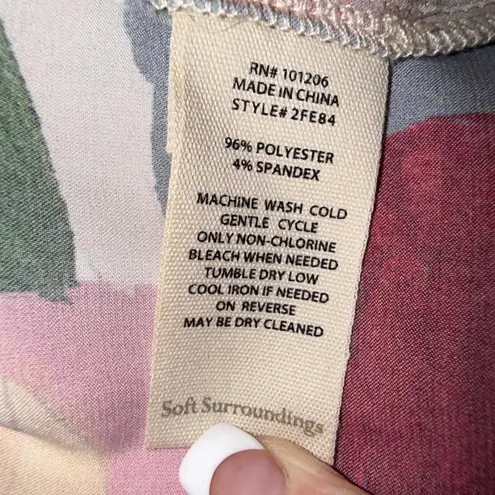 RN# 101206
MADE IN CHINA
STYLE# 2FE84
96% POLYESTER
4% SPANDEX
MACHINE WASH COLD
GENTLE CYCLE
ONLY NON-CHLORINE
BLEACH WHEN NEEDED
TUMBLE DRY LOW
COOL IRON IF NEEDED
ON REVERSE
MAY BE DRY CLEANED
Soft Surroundings